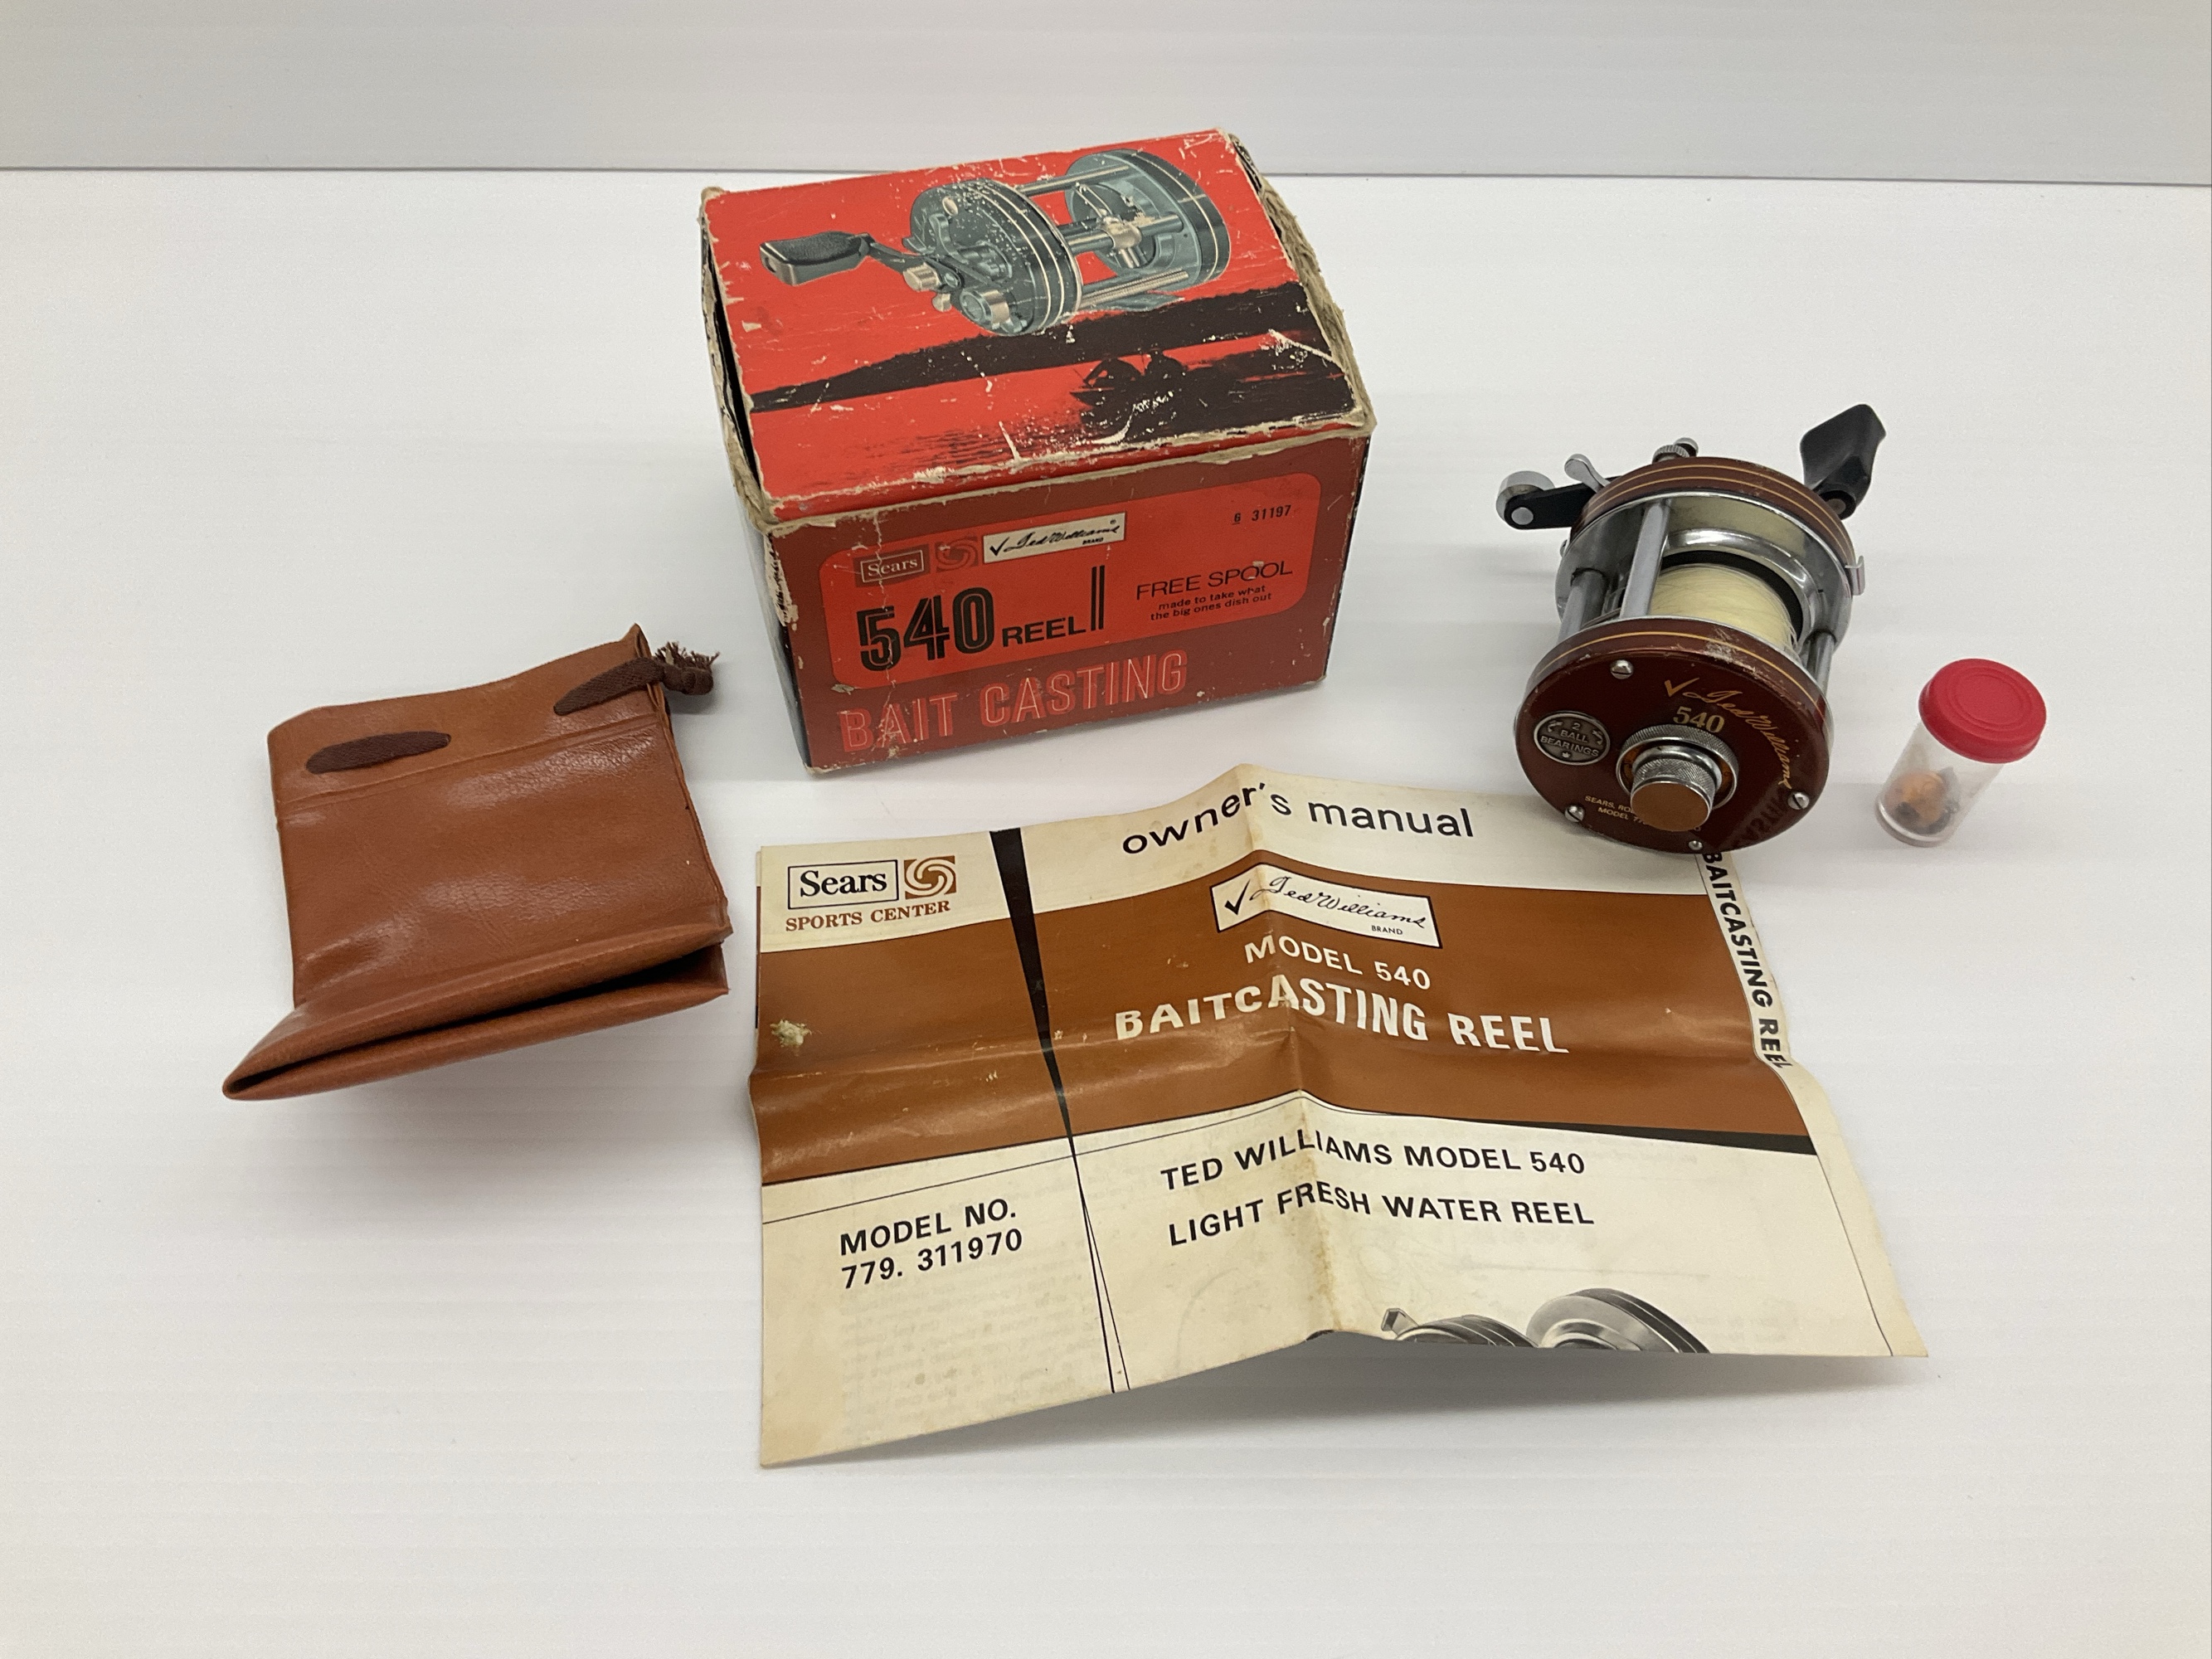 6 31197
Sears
✓ Ted Williams ®
BRAND
540 REEL
FREE SPOOL
made to take what
the big ones dish out
BAIT CASTING
✓ Ted Williams
540
2
BALL
BEARINGS
SEARS,
MODEL
owner's manual
Sears
SPORTS CENTER
✓ Ted Williams
BRAND
MODEL 540
BAITCASTING REEL
BAITCASTING REEL
TED WILLIAMS MODEL 540
LIGHT FRESH WATER REEL
MODEL NO.
779. 311970